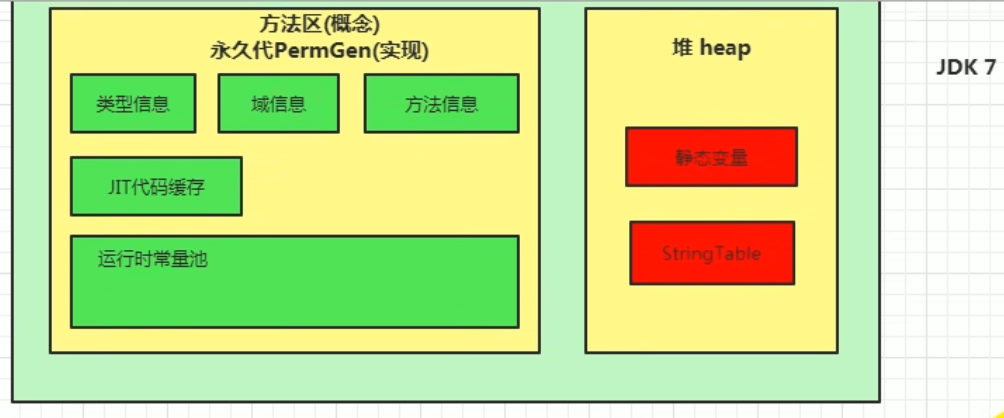 方法区(概念)
永久代PermGen(实现)
堆 heap
JDK 7
类型信息
域信息
方法信息
静态变量
JIT代码缓存
运行时常量池
StringTable